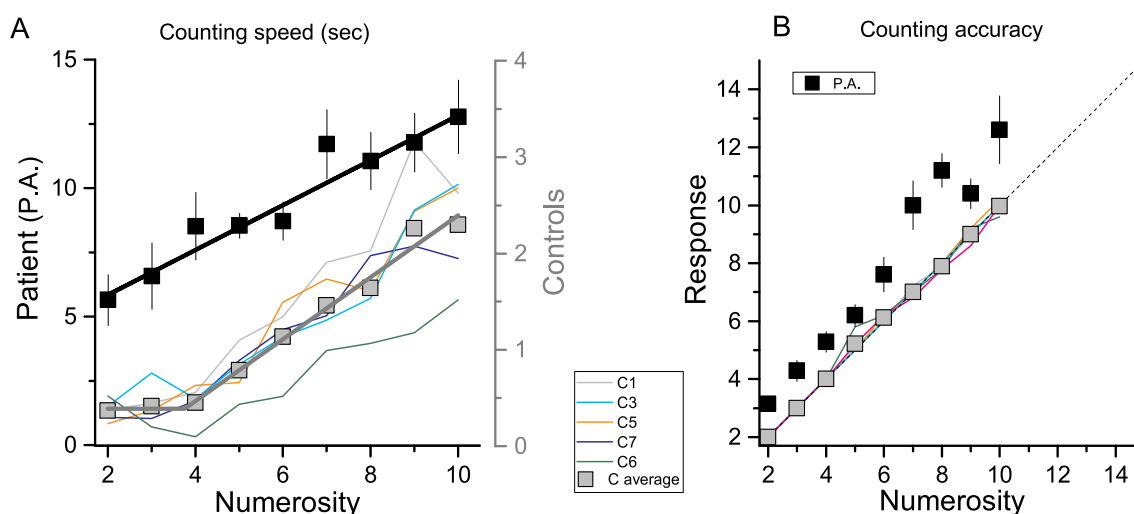 A
Counting speed (sec)
15
10
5
0
Patient (P.A.)
4
3
2
1
0
Controls
2
4
6
8
10
Numerosity
C1
C3
C5
C7
C6
C average
B
Counting accuracy
P.A.
14
12
10
8
6
4
2
Response
2
4
6
8
10
12
14
Numerosity